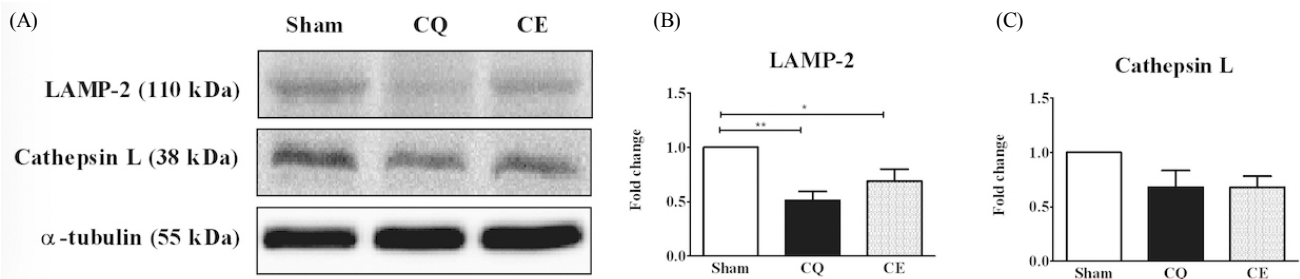 (A)
Sham CQ CE
LAMP-2 (110 kDa)
Cathepsin L (38 kDa)
α-tubulin (55 kDa)
(B)
LAMP-2
Fold change
1.5
1.0
0.5
0.0
*
**
Sham CQ CE
(C)
Cathepsin L
Fold change
1.5
1.0
0.5
0.0
Sham CQ CE